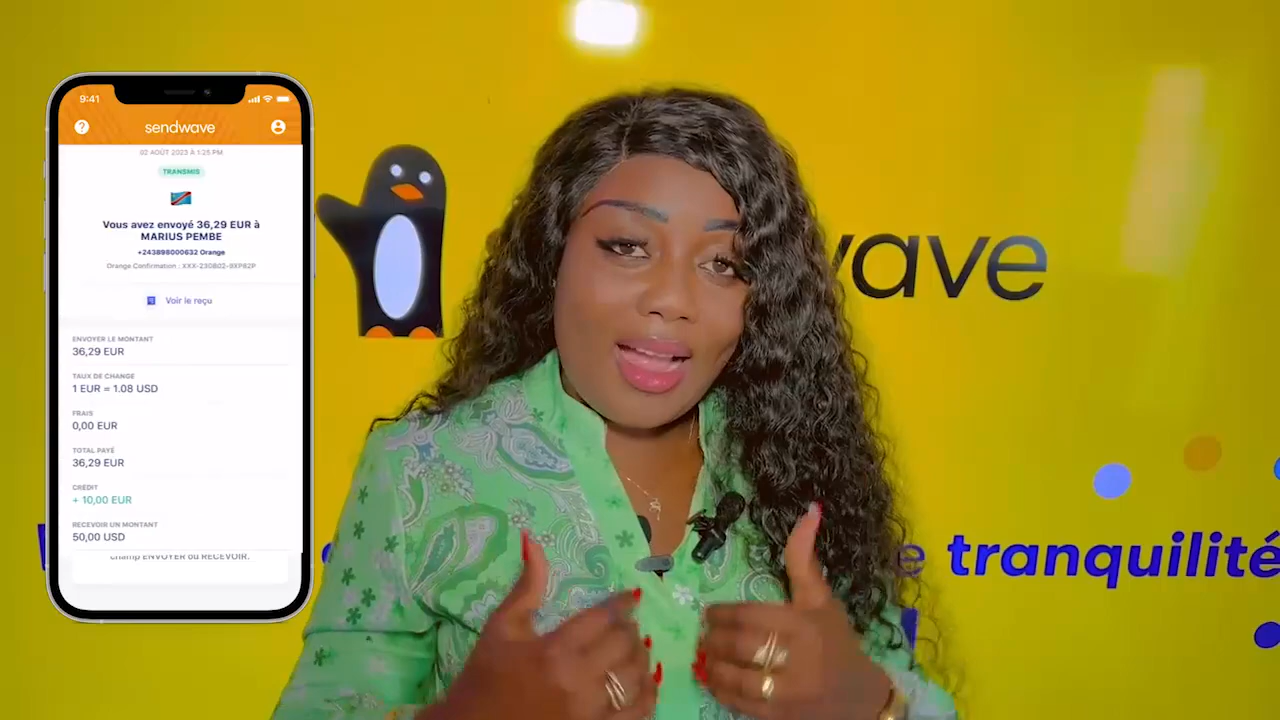 9:41
sendwave
02 AOÛT 2023 À 1:25 PM
TRANSMIS
Vous avez envoyé 36,29 EUR à
MARIUS PEMBE
+243898000632 Orange
Orange Confirmation : XXX-230802-9XP82P
Voir le reçu
ENVOYER LE MONTANT
36,29 EUR
TAUX DE CHANGE
1 EUR = 1.08 USD
FRAIS
0,00 EUR
TOTAL PAYÉ
36,29 EUR
CRÉDIT
+ 10,00 EUR
RECEVOIR UN MONTANT
50,00 USD
champ ENVOYER ou RECEVOIR.
wave
e tranquilité